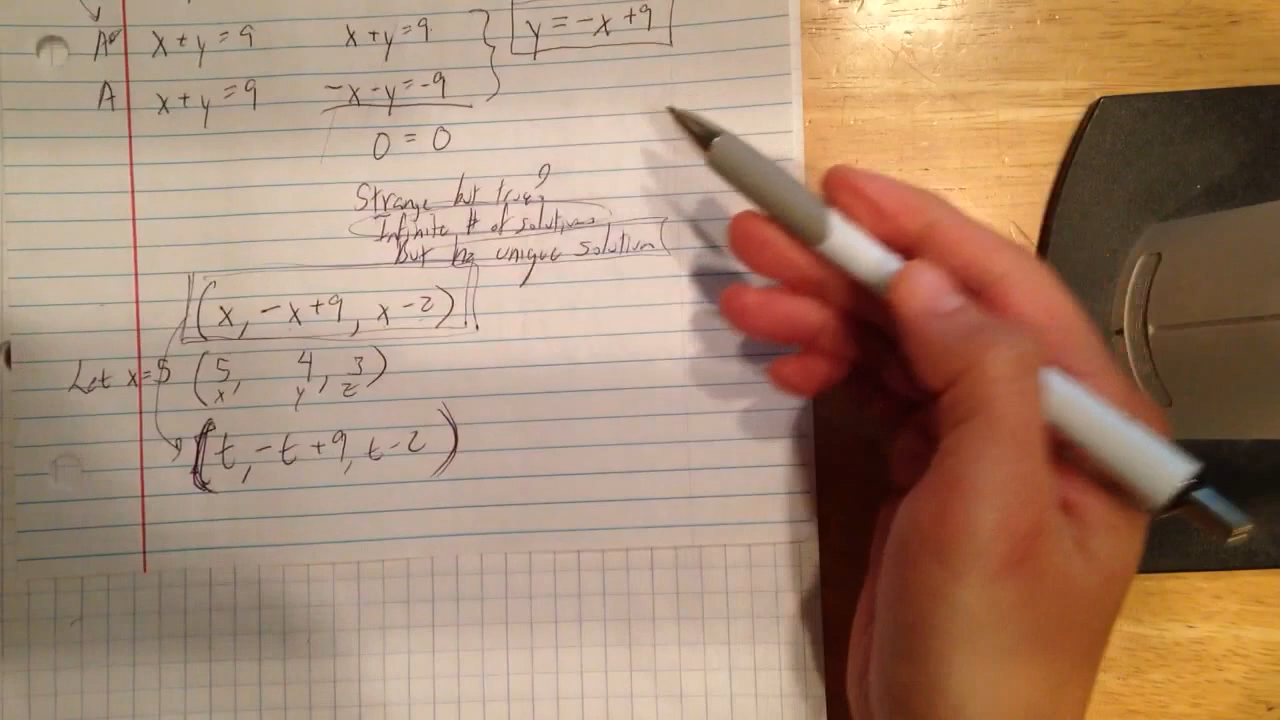 A x+y=9 x+y=9 y=-x+9
A x+y=9 -x-y=-9
0=0
Strange but true?
Infinite # of solutions
But no unique solution
(x, -x+9, x-2)
Let x=5 (5, 4, 3)
x y z
(t, -t+9, t-2)